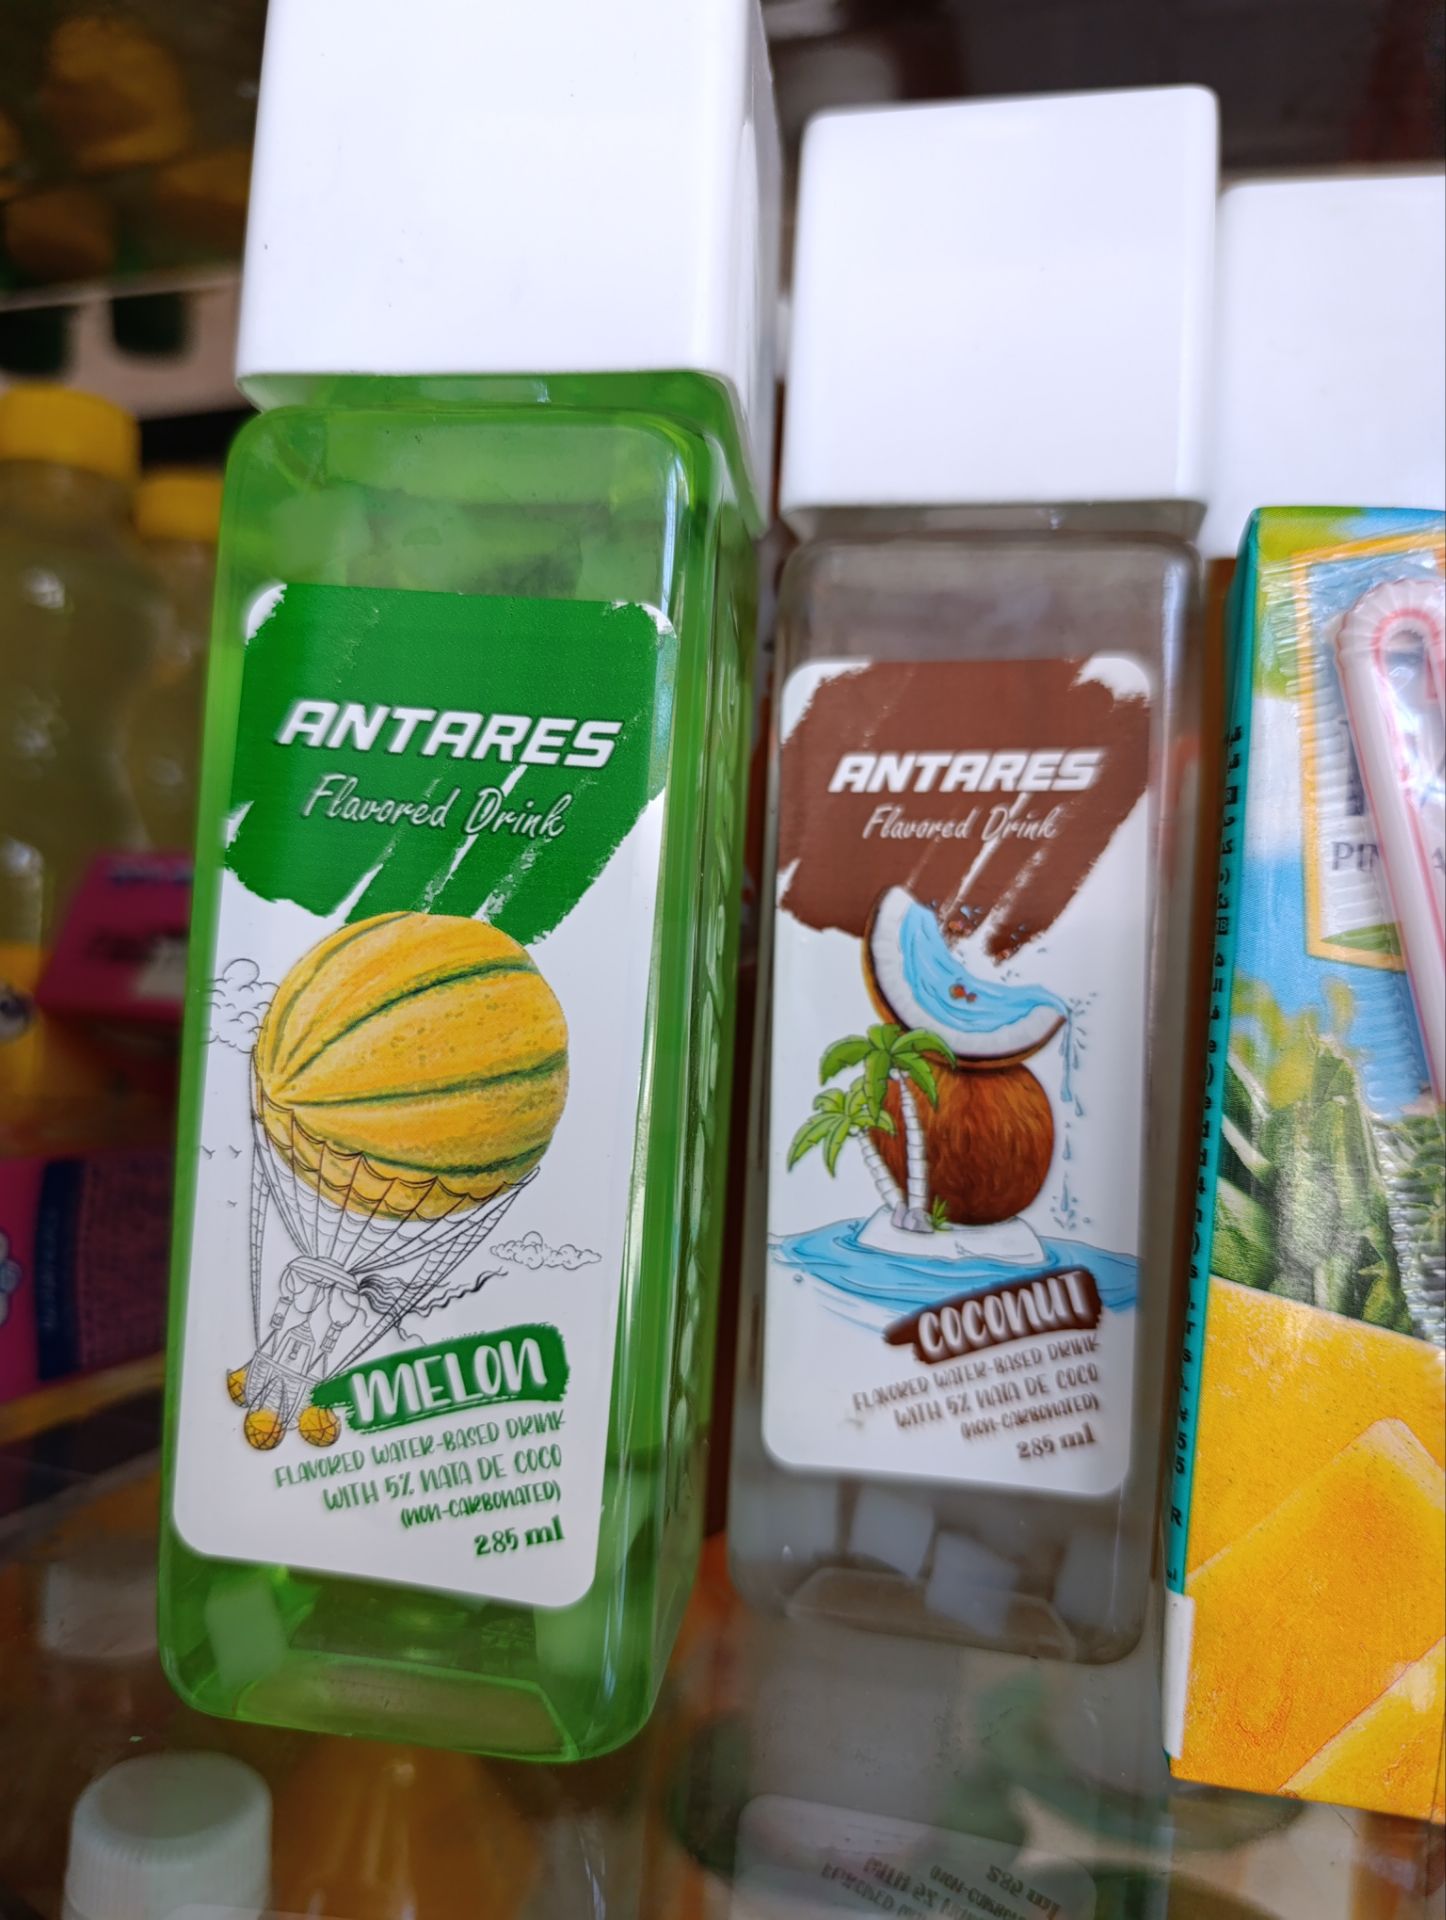 ANTARES
Flavored Drink
MELON
FLAVORED WATER-BASED DRINK
WITH 5% NATA DE COCO
(NON-CARBONATED)
285 ml
ANTARES
Flavored Drink
COCONUT
FLAVORED WATER-BASED DRINK
WITH 5% NATA DE COCO
(NON-CARBONATED)
285 ml